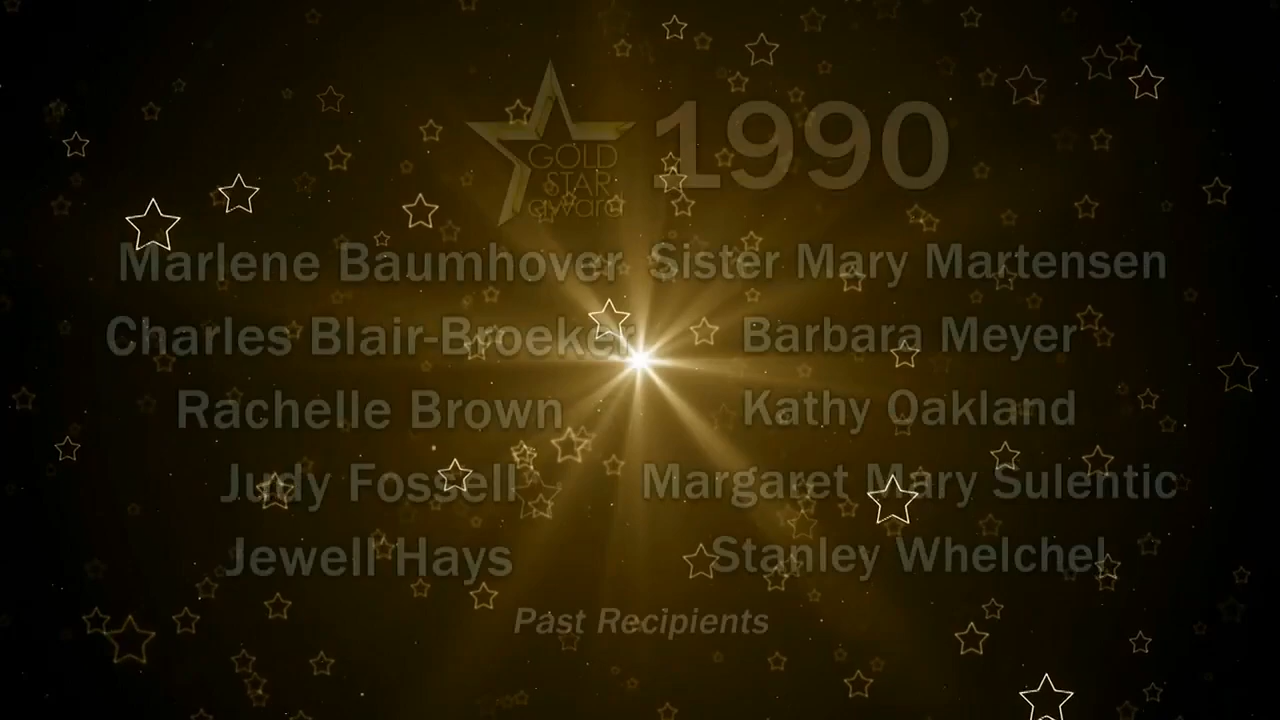 GOLD
STAR
award
1990
Marlene Baumhover Sister Mary Martensen
Charles Blair-Broeker Barbara Meyer
Rachelle Brown Kathy Oakland
Judy Fossell Margaret Mary Sulentic
Jewell Hays Stanley Whelchel
Past Recipients